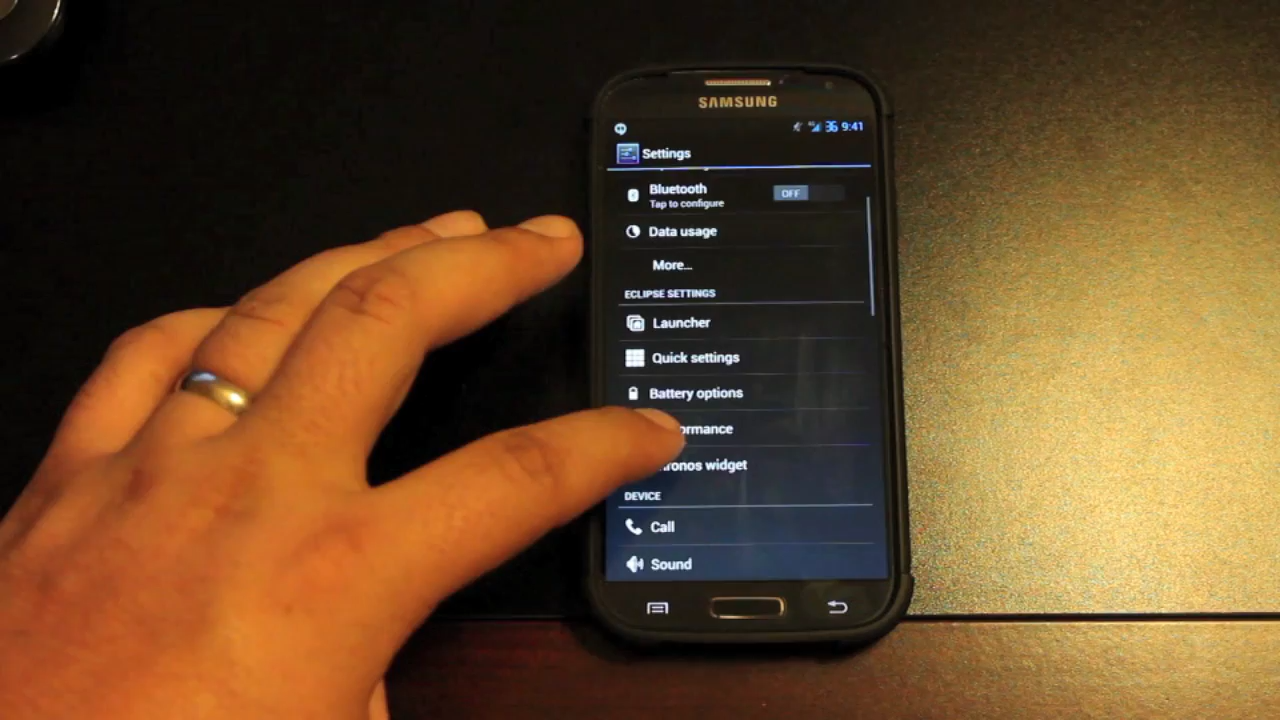 SAMSUNG
36 9:41
Settings
Bluetooth
Tap to configure
OFF
Data usage
More...
ECLIPSE SETTINGS
Launcher
Quick settings
Battery options
ormance
ronos widget
DEVICE
Call
Sound